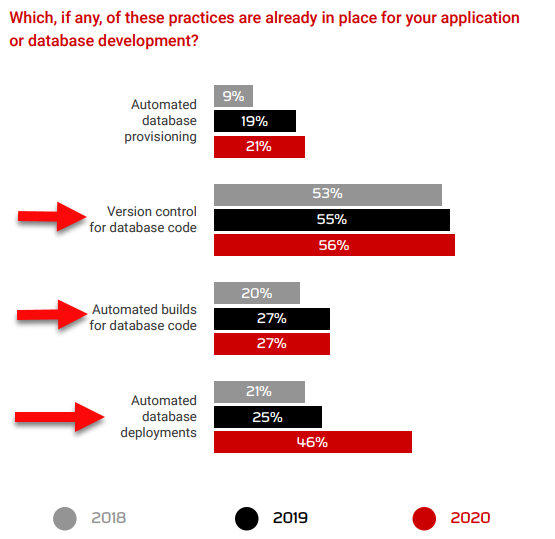 Which, if any, of these practices are already in place for your application
or database development?
Automated
database
provisioning
9%
19%
21%
Version control
for database code
53%
55%
56%
Automated builds
for database code
20%
27%
27%
Automated
database
deployments
21%
25%
46%
2018
2019
2020